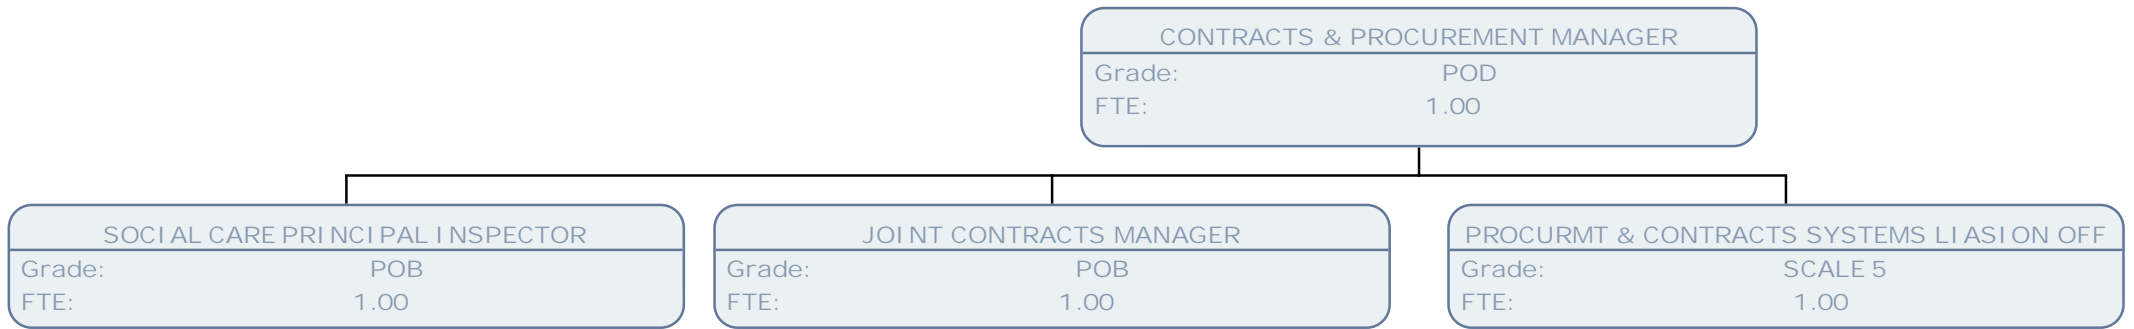 CONTRACTS & PROCUREMENT MANAGER
Grade: POD
FTE: 1.00
SOCIAL CARE PRINCIPAL INSPECTOR
Grade: POB
FTE: 1.00
JOINT CONTRACTS MANAGER
Grade: POB
FTE: 1.00
PROCURMT & CONTRACTS SYSTEMS LIASION OFF
Grade: SCALE 5
FTE: 1.00